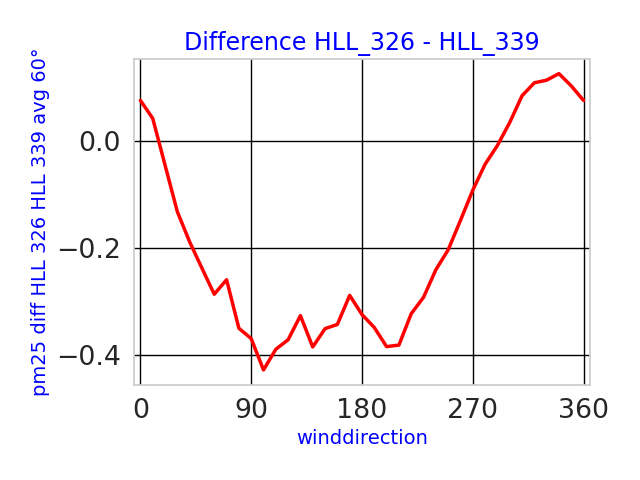 Difference HLL_326 - HLL_339
pm25 diff HLL 326 HLL 339 avg 60°
0.0
−0.2
−0.4
0 90 180 270 360
winddirection